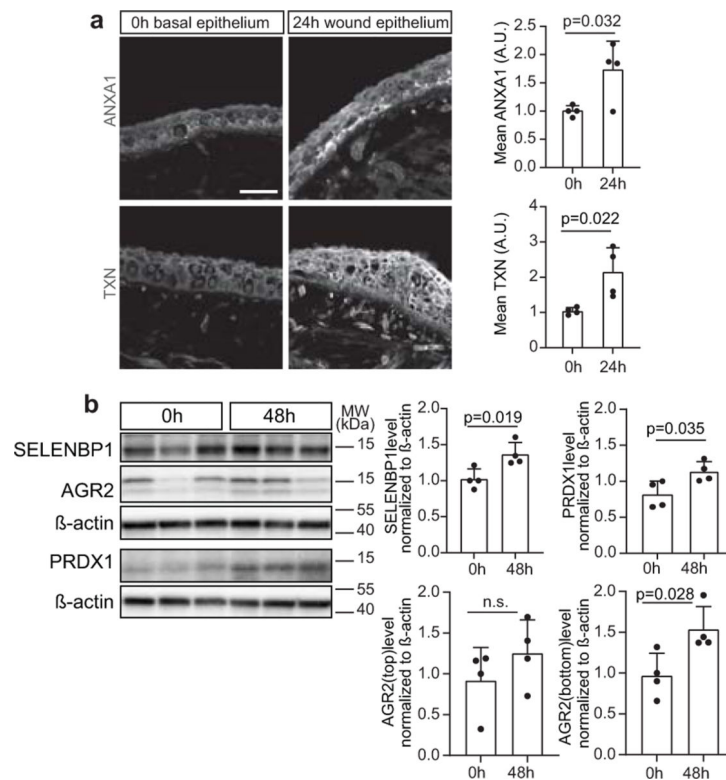 a
0h basal epithelium
24h wound epithelium
ANXA1
TXN
p=0.032
Mean ANXA1 (A.U.)
2.5
2.0
1.5
1.0
0.5
0.0
0h
24h
p=0.022
Mean TXN (A.U.)
4
3
2
1
0
0h
24h
b
0h
48h
MW
(kDa)
SELENBP1
15
AGR2
ß-actin
55
40
PRDX1
15
ß-actin
55
40
p=0.019
SELENBP1level
normalized to ß-actin
2.0
1.5
1.0
0.5
0.0
0h
48h
p=0.035
PRDX1level
normalized to ß-actin
2.0
1.5
1.0
0.5
0.0
0h
48h
n.s.
AGR2(top)level
normalized to ß-actin
2.0
1.5
1.0
0.5
0.0
0h
48h
p=0.028
AGR2(bottom)level
normalized to ß-actin
2.0
1.5
1.0
0.5
0.0
0h
48h